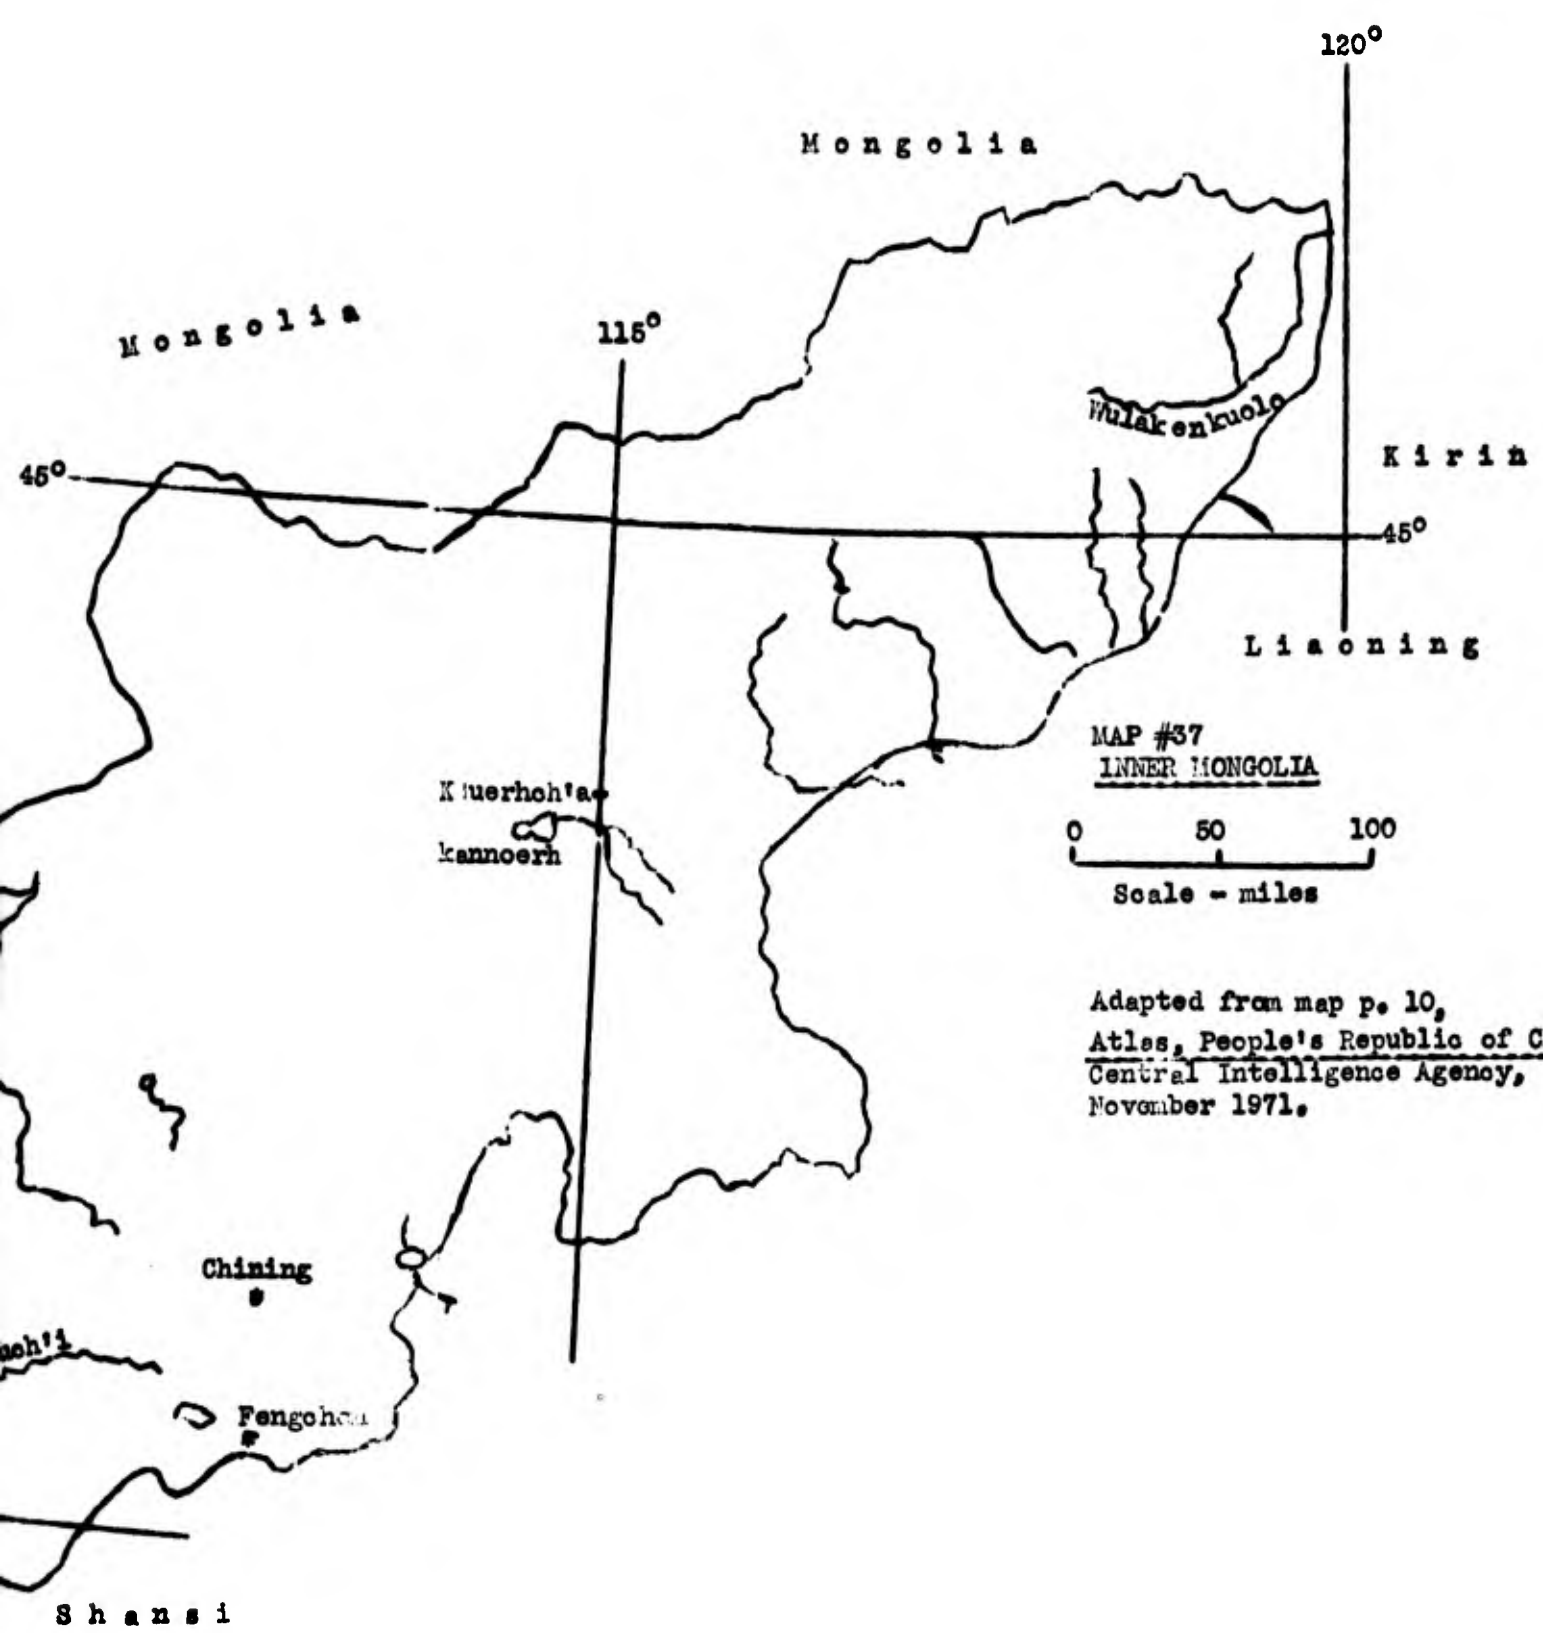 120°
Mongolia
Mongolia
115°
Wulakenkuolo
45°
Kirin
45°
Liaoning
MAP #37
INNER MONGOLIA
0 50 100
Scale - miles
kannoerh
Adapted from map p. 10,
Atlas, People's Republic of C
Central Intelligence Agency,
November 1971.
Chining
uch'i
Shansi